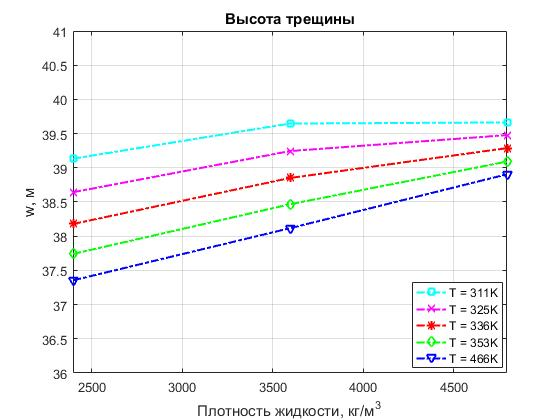 Высота трещины
41
40.5
40
39.5
39
38.5
38
37.5
37
36.5
36
w, м
2500 3000 3500 4000 4500
Плотность жидкости, кг/м³
T = 311K
T = 325K
T = 336K
T = 353K
T = 466K